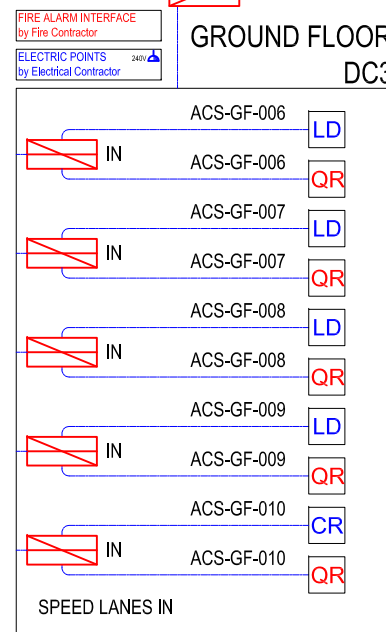 FIRE ALARM INTERFACE
by Fire Contractor
ELECTRIC POINTS 240V
by Electrical Contractor
GROUND FLOOR
DC3
ACS-GF-006 LD
IN
ACS-GF-006 QR
ACS-GF-007 LD
IN
ACS-GF-007 QR
ACS-GF-008 LD
IN
ACS-GF-008 QR
ACS-GF-009 LD
IN
ACS-GF-009 QR
ACS-GF-010 CR
IN
ACS-GF-010 QR
SPEED LANES IN